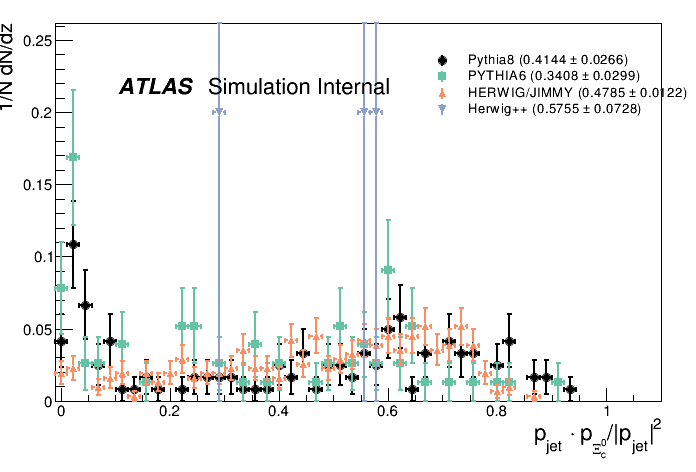 1/N dN/dz
0.25
0.2
0.15
0.1
0.05
0
ATLAS Simulation Internal
Pythia8 (0.4144 ± 0.0266)
PYTHIA6 (0.3408 ± 0.0299)
HERWIG/JIMMY (0.4785 ± 0.0122)
Herwig++ (0.5755 ± 0.0728)
0 0.2 0.4 0.6 0.8 1
p_jet · p_Ξ_c^0/|p_jet|^2